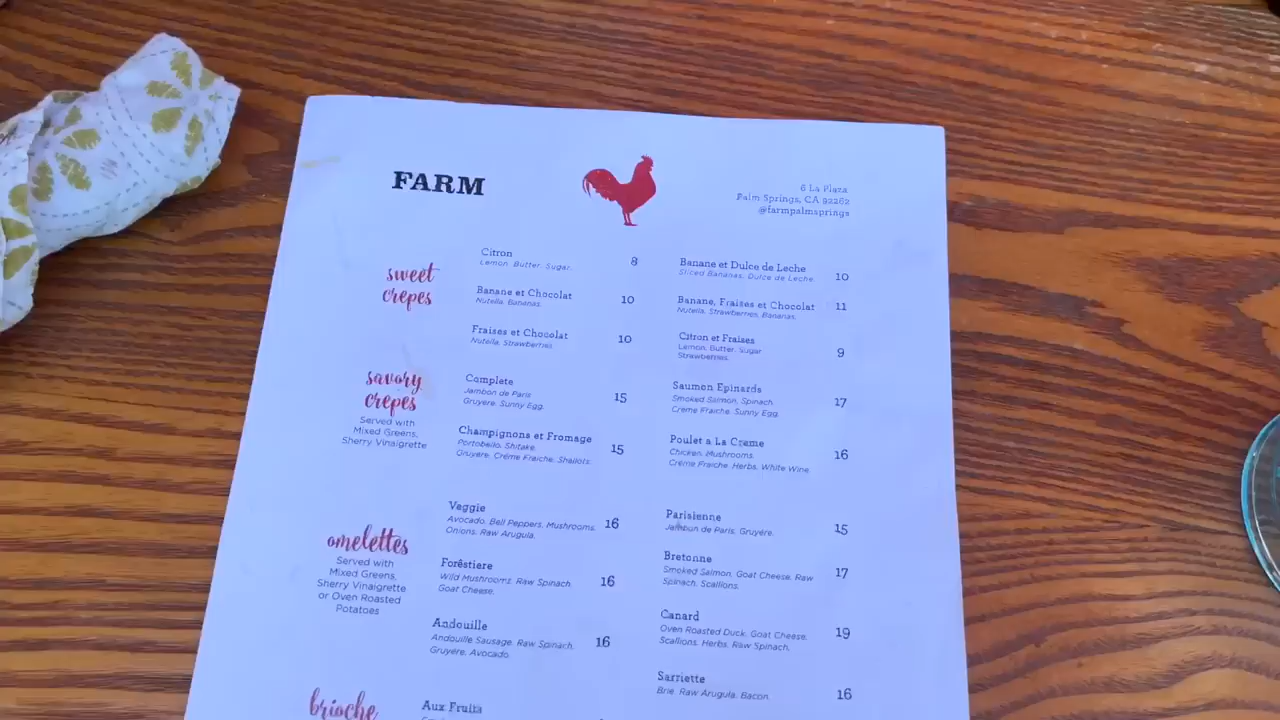 FARM
6 La Plaza
Palm Springs, CA 92262
@farmpalmsprings
sweet
crepes
Citron 8
Lemon. Butter. Sugar.
Banane et Chocolat 10
Nutella, Bananas.
Fraises et Chocolat 10
Nutella, Strawberries
Banane et Dulce de Leche 10
Sliced Bananas, Dulce de Leche.
Banane, Fraises et Chocolat 11
Nutella, Strawberries, Bananas.
Citron et Fraises 9
Lemon, Butter, Sugar
Strawberries.
savory
crepes
Served with
Mixed Greens,
Sherry Vinaigrette
Complete 15
Jambon de Paris
Gruyere, Sunny Egg.
Champignons et Fromage 15
Portobello, Shitake,
Gruyere, Créme Fraiche, Shallots.
Saumon Epinards 17
Smoked Salmon, Spinach,
Creme Fraiche, Sunny Egg.
Poulet a La Creme 16
Chicken, Mushrooms,
Créme Fraiche, Herbs, White Wine.
omelettes
Served with
Mixed Greens,
Sherry Vinaigrette
or Oven Roasted
Potatoes
Veggie 16
Avocado, Bell Peppers, Mushrooms,
Onions, Raw Arugula.
Forêstiere 16
Wild Mushrooms, Raw Spinach
Goat Cheese.
Andouille 16
Andouille Sausage, Raw Spinach,
Gruyére, Avocado.
Parisienne 15
Jambon de Paris, Gruyére.
Bretonne 17
Smoked Salmon, Goat Cheese, Raw
Spinach, Scallions.
Canard 19
Oven Roasted Duck, Goat Cheese,
Scallions, Herbs, Raw Spinach,
Sarriette 16
Brie, Raw Arugula, Bacon.
brioche
Aux Fruits